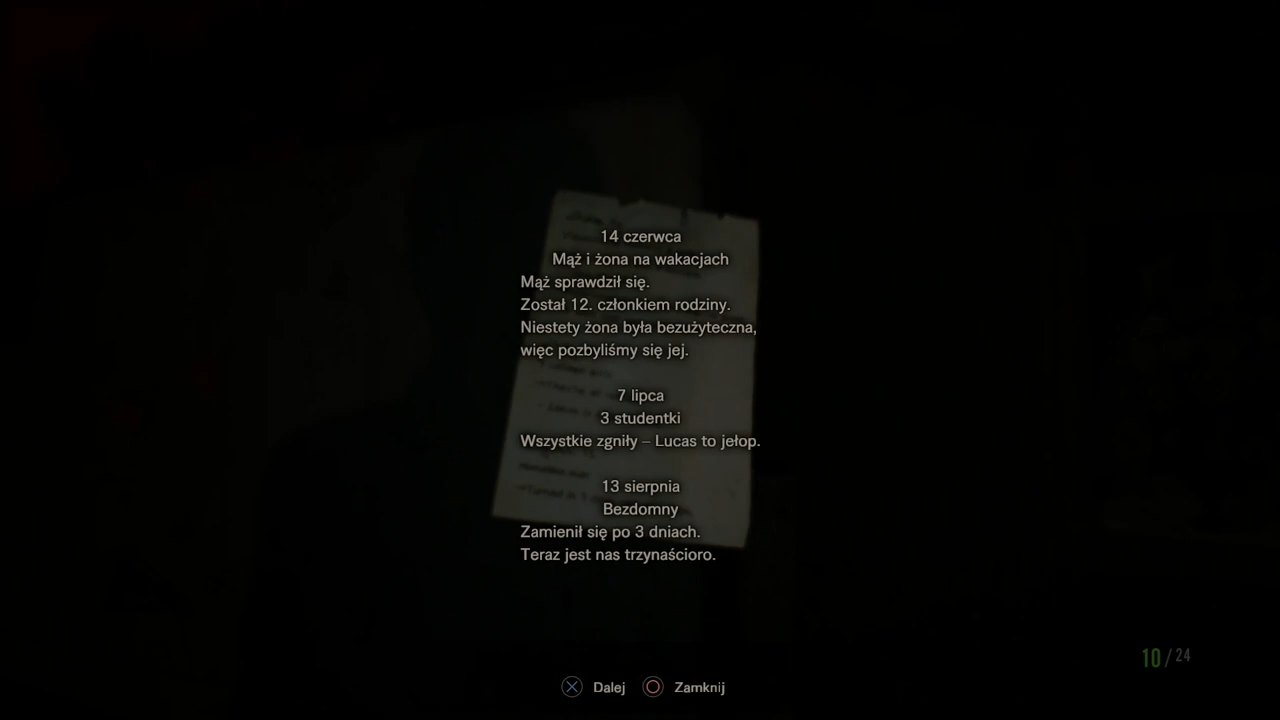 14 czerwca
Mąż i żona na wakacjach
Mąż sprawdził się.
Został 12. członkiem rodziny.
Niestety żona była bezużyteczna,
więc pozbyliśmy się jej.
7 lipca
3 studentki
Wszystkie zgniły – Lucas to jełop.
13 sierpnia
Bezdomny
Zamienił się po 3 dniach.
Teraz jest nas trzynaścioro.
10/24
Dalej Zamknij